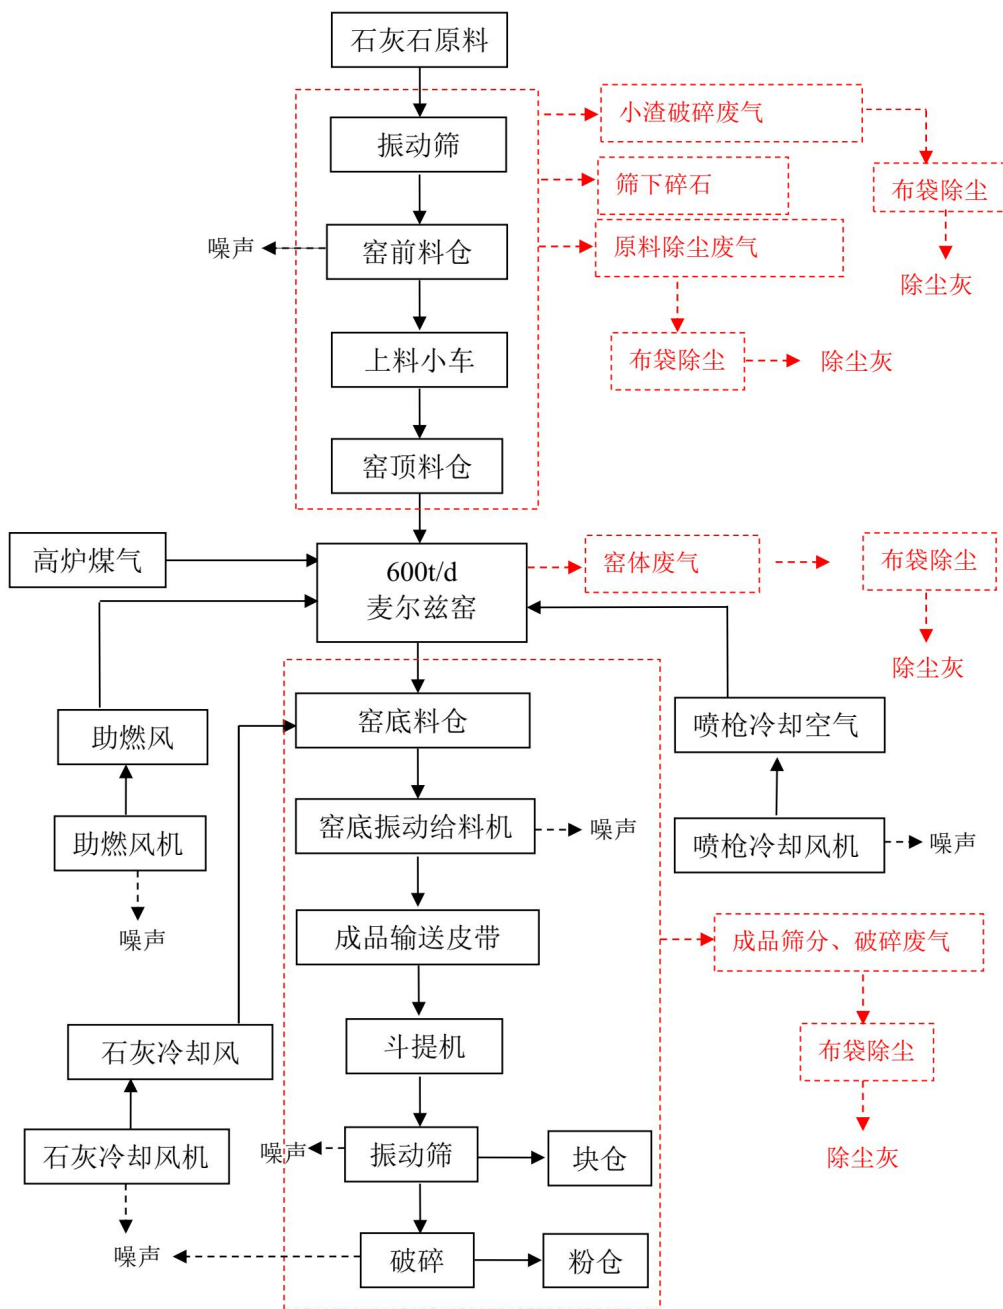 石灰石原料
小渣破碎废气
振动筛
筛下碎石
布袋除尘
噪声
窑前料仓
原料除尘废气
除尘灰
上料小车
布袋除尘
除尘灰
窑顶料仓
高炉煤气
600t/d
麦尔兹窑
窑体废气
布袋除尘
除尘灰
窑底料仓
助燃风
喷枪冷却空气
窑底振动给料机
噪声
助燃风机
喷枪冷却风机
噪声
噪声
成品输送皮带
成品筛分、破碎废气
石灰冷却风
斗提机
布袋除尘
石灰冷却风机
噪声
振动筛
块仓
除尘灰
噪声
破碎
粉仓